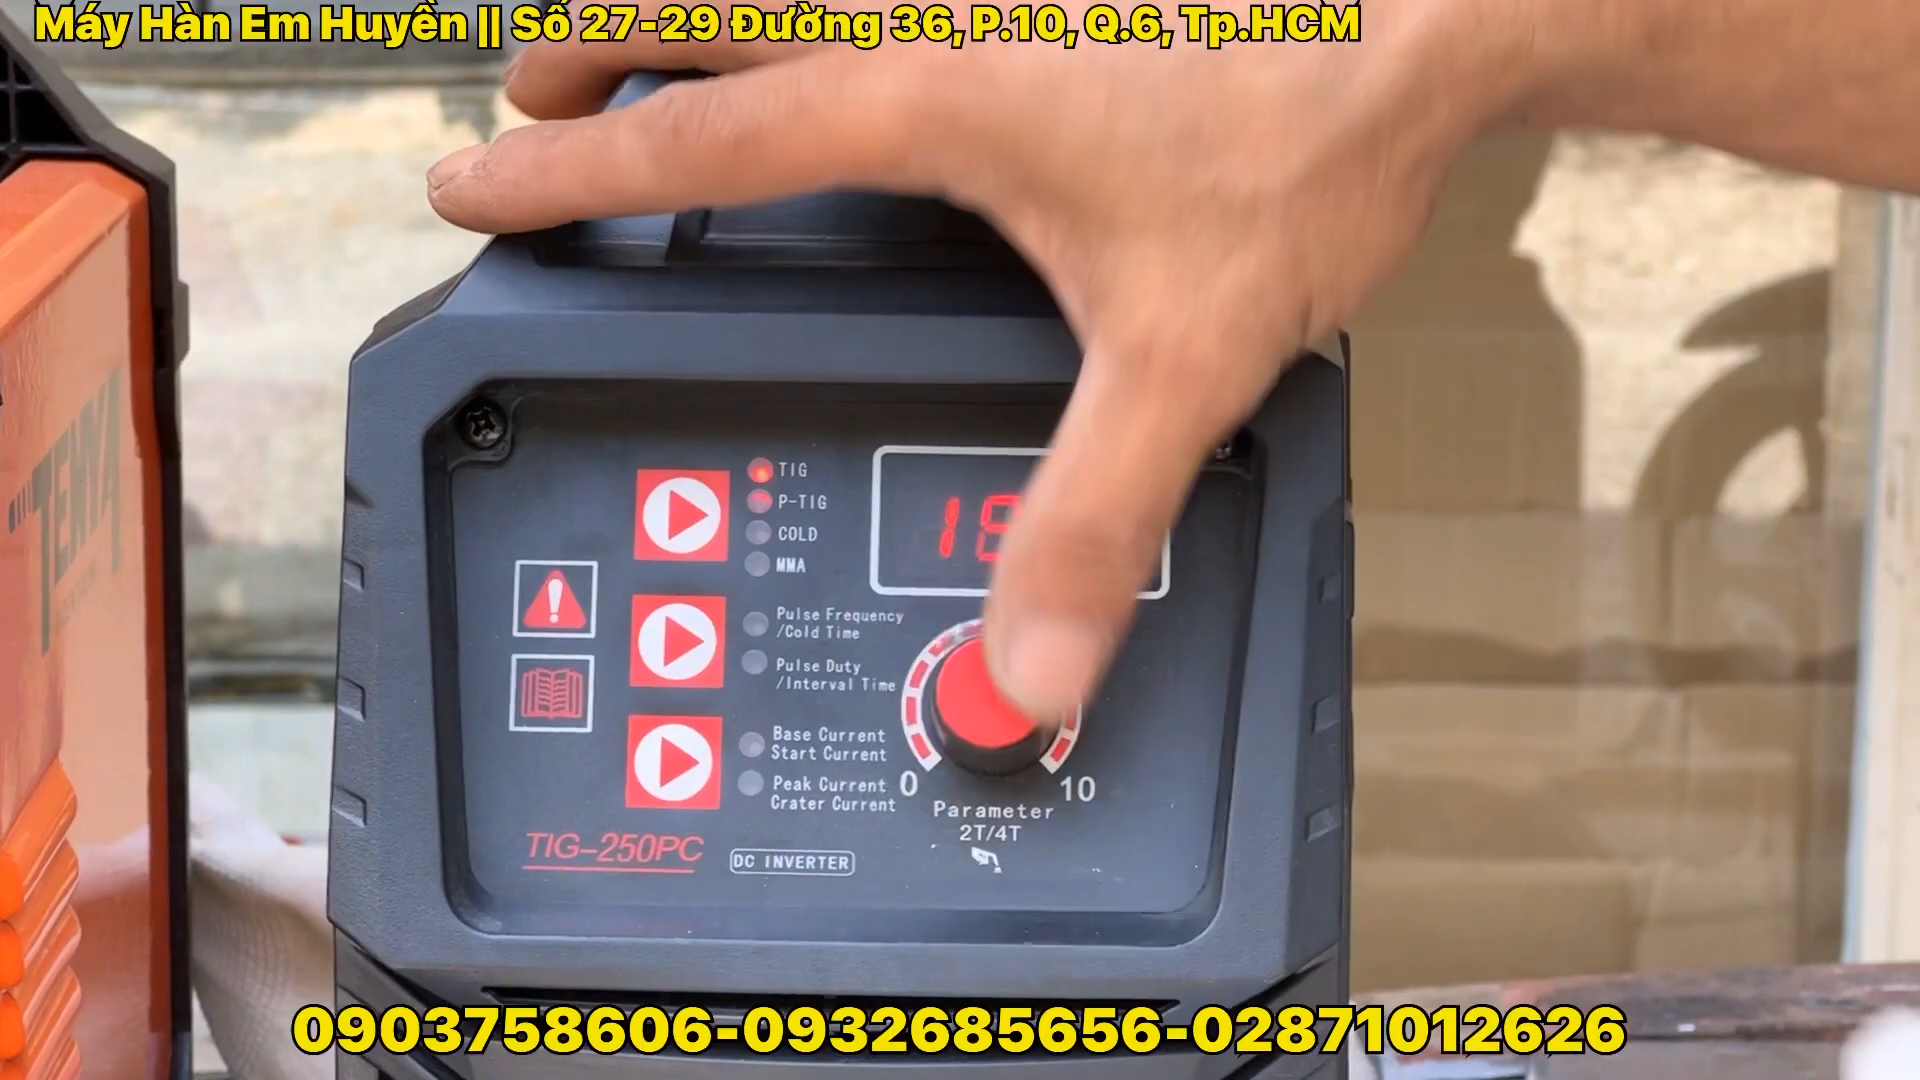 Máy Hàn Em Huyền || Số 27-29 Đường 36, P.10, Q.6, Tp.HCM
TENYA
TIG
P-TIG
COLD
MMA
Pulse Frequency
/Cold Time
Pulse Duty
/Interval Time
Base Current
Start Current
Peak Current
Crater Current
0
10
Parameter
2T/4T
TIG-250PC
DC INVERTER
0903758606-0932685656-02871012626